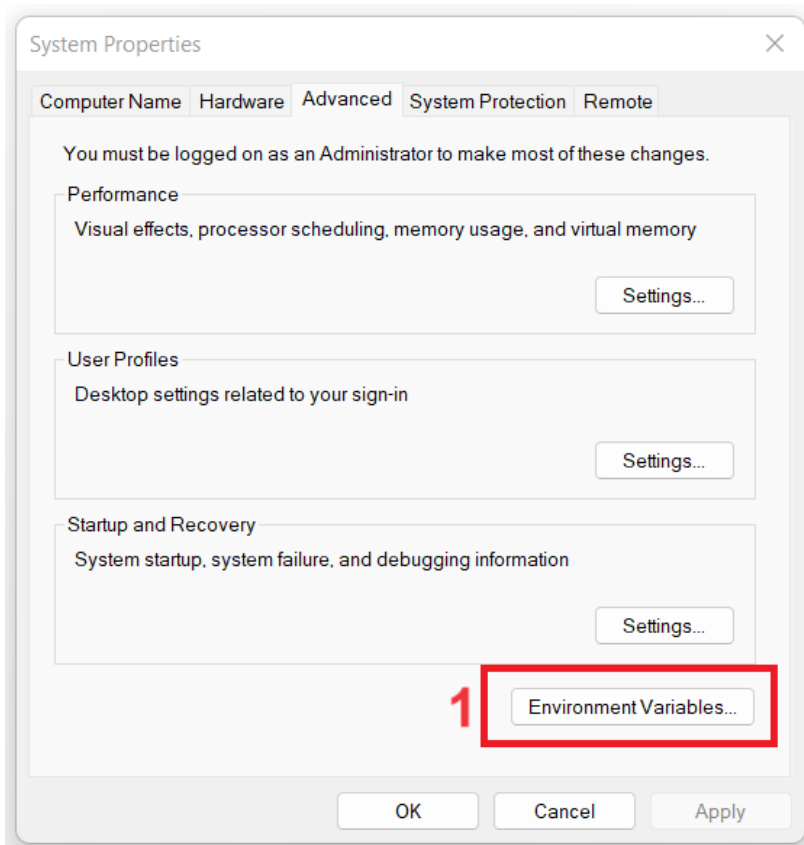 System Properties
Computer Name Hardware Advanced System Protection Remote
You must be logged on as an Administrator to make most of these changes.
Performance
Visual effects, processor scheduling, memory usage, and virtual memory
Settings...
User Profiles
Desktop settings related to your sign-in
Settings...
Startup and Recovery
System startup, system failure, and debugging information
Settings...
1 Environment Variables...
OK Cancel Apply